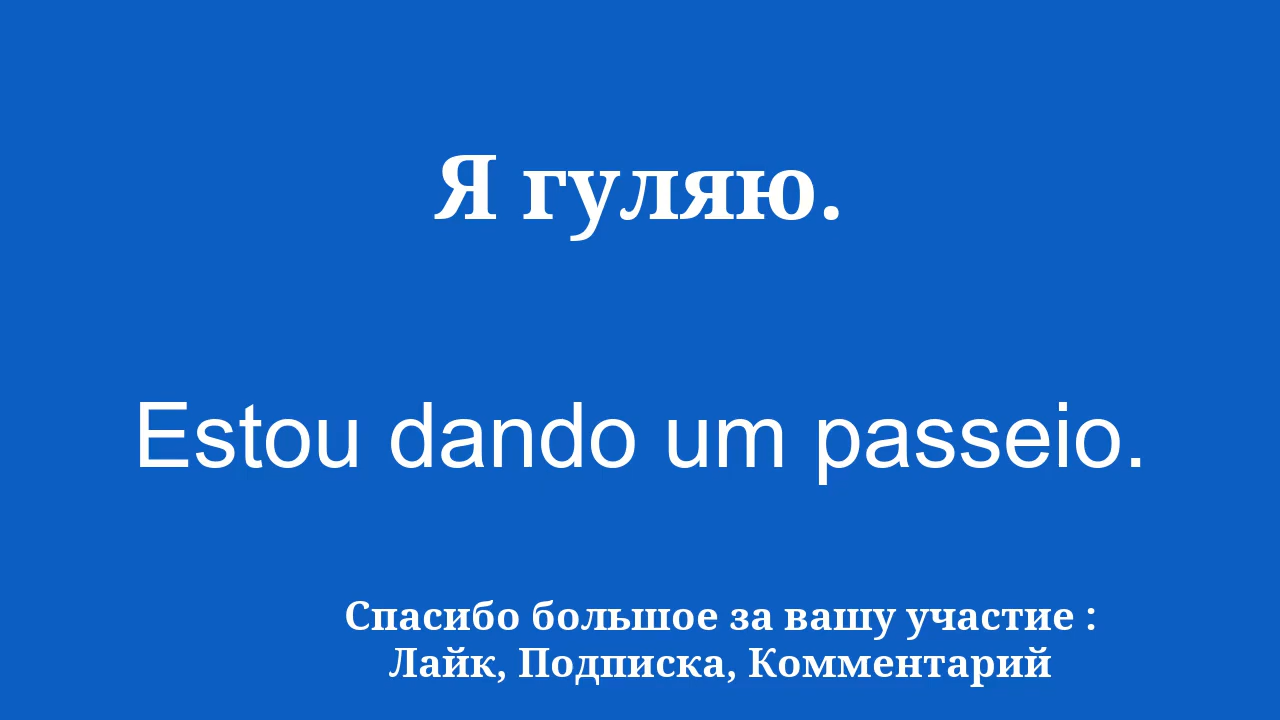 Я гуляю.
Estou dando um passeio.
Спасибо большое за вашу участие :
Лайк, Подписка, Комментарий